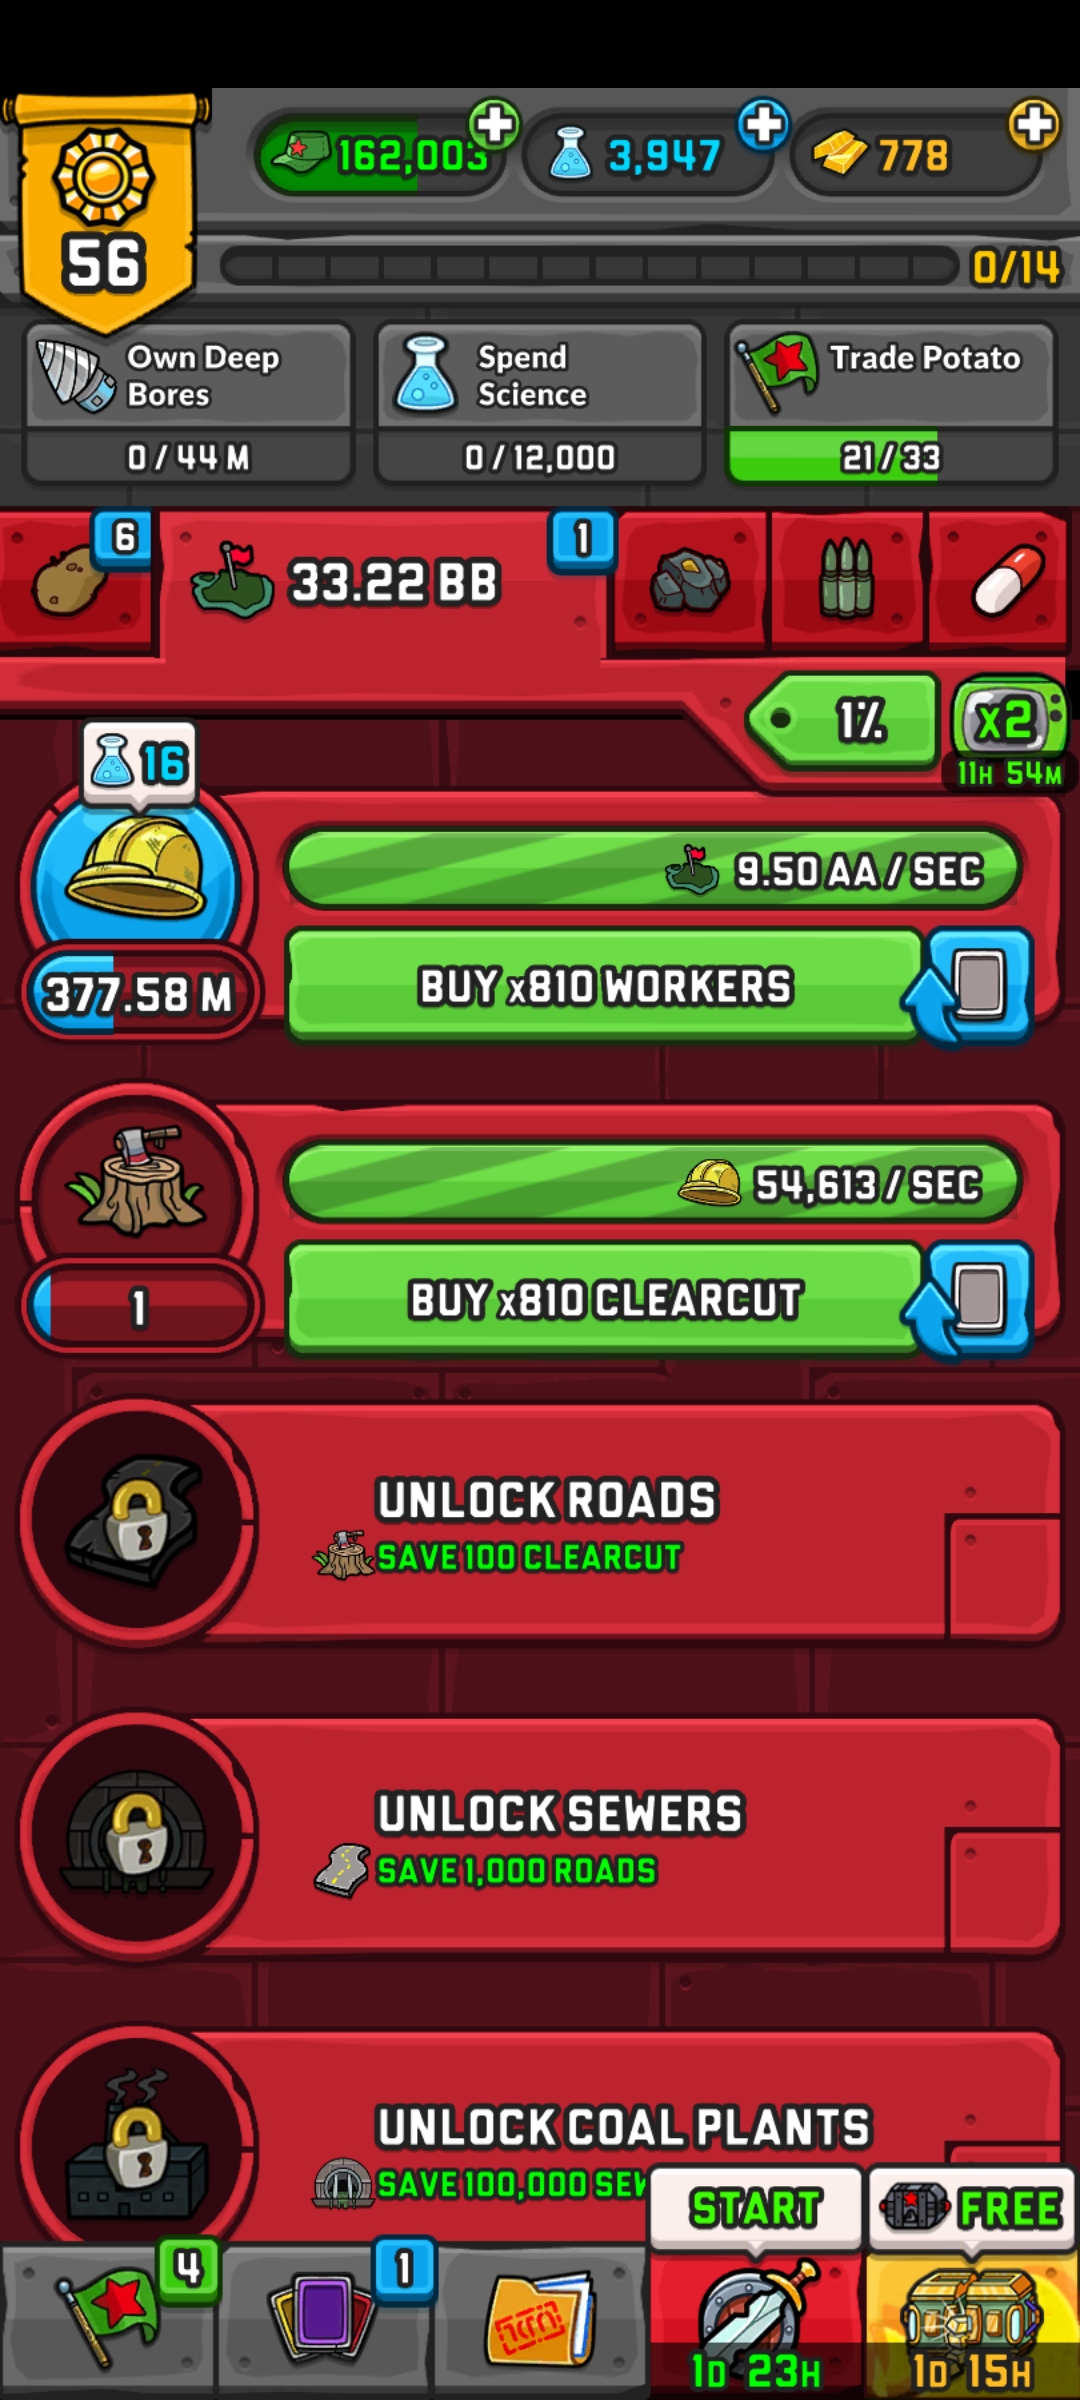 162,003
3,947
778
56
0/14
Own Deep
Bores
0 / 44 M
Spend
Science
0 / 12,000
Trade Potato
21 / 33
6
33.22 BB
1
1%
x2
11H 54M
16
9.50 AA / SEC
377.58 M
BUY x810 WORKERS
54,613 / SEC
1
BUY x810 CLEARCUT
UNLOCK ROADS
SAVE 100 CLEARCUT
UNLOCK SEWERS
SAVE 1,000 ROADS
UNLOCK COAL PLANTS
SAVE 100,000
START
FREE
4
1
1D 23H
1D 15H